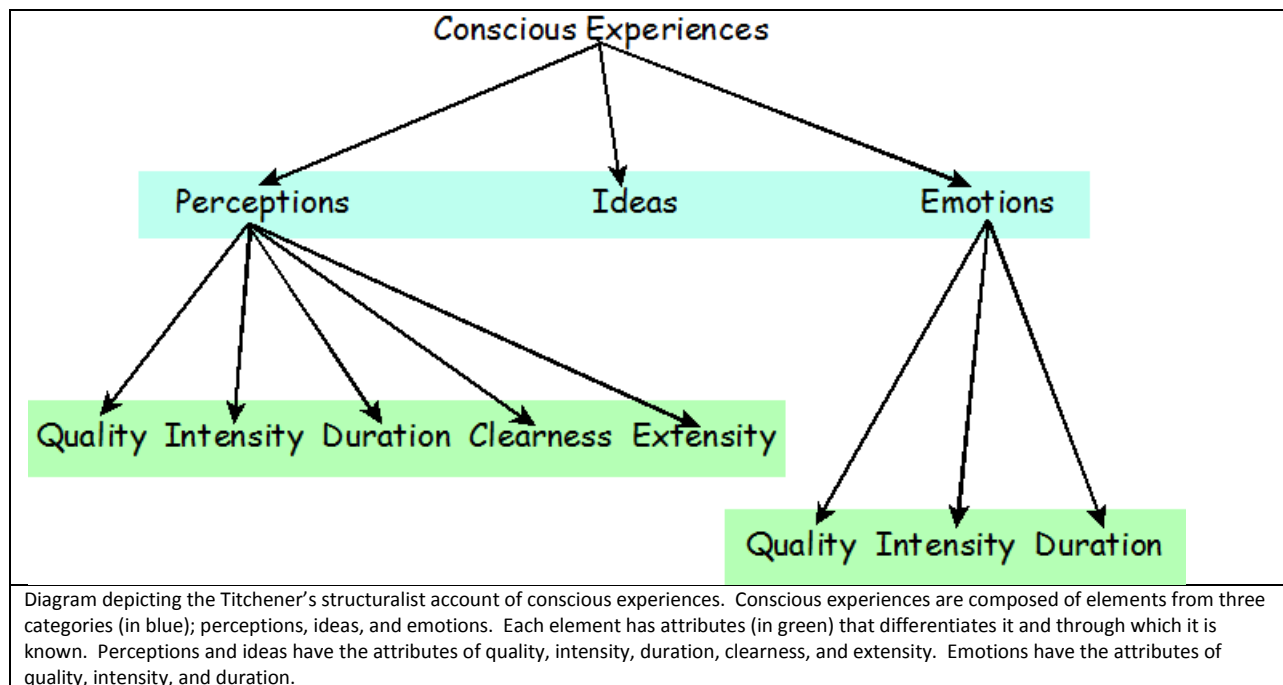 Conscious Experiences
Perceptions Ideas Emotions
Quality Intensity Duration Clearness Extensity
Quality Intensity Duration
Diagram depicting the Titchener’s structuralist account of conscious experiences.  Conscious experiences are composed of elements from three
categories (in blue); perceptions, ideas, and emotions.  Each element has attributes (in green) that differentiates it and through which it is
known.  Perceptions and ideas have the attributes of quality, intensity, duration, clearness, and extensity.  Emotions have the attributes of
quality, intensity, and duration.